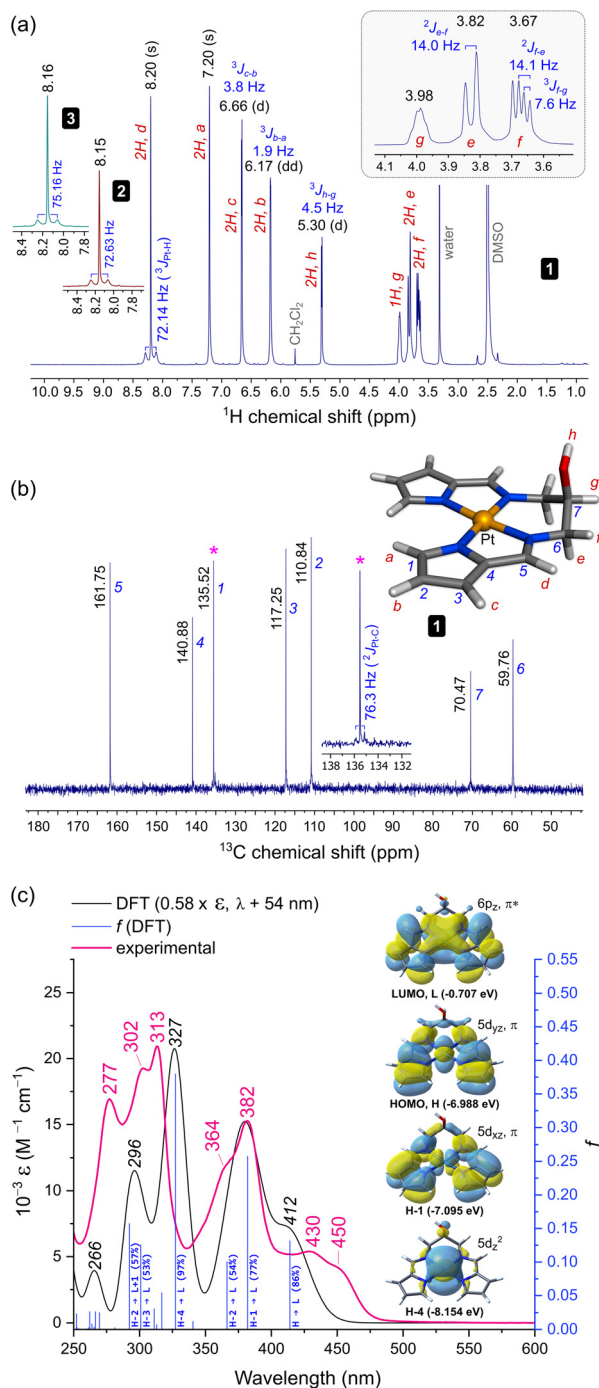 (a)
8.16
3
75.16 Hz
8.4 8.2 8.0 7.8
8.15
2
72.63 Hz
8.4 8.2 8.0 7.8
2H, d
8.20 (s)
72.14 Hz (³J_Pt-H)
2H, a
7.20 (s)
³J_c-b
3.8 Hz
6.66 (d)
2H, c
³J_b-a
1.9 Hz
6.17 (dd)
2H, b
³J_h-g
4.5 Hz
5.30 (d)
2H, h
CH₂Cl₂
1H, g
2H, e
2H, f
water
DMSO
1
²J_e-f
14.0 Hz
3.82
3.67
²J_f-e
14.1 Hz
³J_f-g
7.6 Hz
3.98
g
e
f
4.1 4.0 3.9 3.8 3.7 3.6
10.0 9.5 9.0 8.5 8.0 7.5 7.0 6.5 6.0 5.5 5.0 4.5 4.0 3.5 3.0 2.5 2.0 1.5 1.0
¹H chemical shift (ppm)
(b)
161.75
5
140.88
4
*
135.52
1
117.25
3
110.84
2
*
76.3 Hz (²J_Pt-C)
138 136 134 132
70.47
7
59.76
6
h
g
7
Pt
6
f
e
a
1
4
5
d
b
2
3
c
1
180 170 160 150 140 130 120 110 100 90 80 70 60 50
¹³C chemical shift (ppm)
(c)
DFT (0.58 x ε, λ + 54 nm)
f (DFT)
experimental
10⁻³ ε (M⁻¹ cm⁻¹)
25
20
15
10
5
0
277
302
313
327
296
266
364
382
412
430
450
H-2 → L+1 (57%)
H-3 → L (53%)
H-4 → L (97%)
H-2 → L (54%)
H-1 → L (77%)
H → L (86%)
6p_z, π*
LUMO, L (-0.707 eV)
5d_yz, π
HOMO, H (-6.988 eV)
5d_xz, π
H-1 (-7.095 eV)
5d_z²
H-4 (-8.154 eV)
0.55
0.50
0.45
0.40
0.35
0.30
0.25
0.20
0.15
0.10
0.05
0.00
f
250 300 350 400 450 500 550 600
Wavelength (nm)